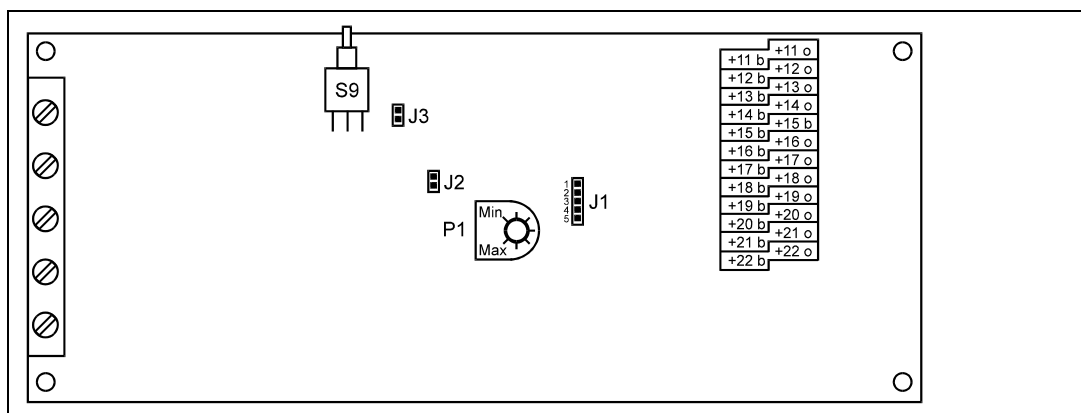 S9
J3
J2
P1
Min
Max
1
2
3
4
5
J1
+11 o
+11 b
+12 o
+12 b
+13 o
+13 b
+14 o
+14 b
+15 b
+15 b
+16 o
+16 b
+17 o
+17 b
+18 o
+18 b
+19 o
+19 b
+20 o
+20 b
+21 o
+21 b
+22 o
+22 b